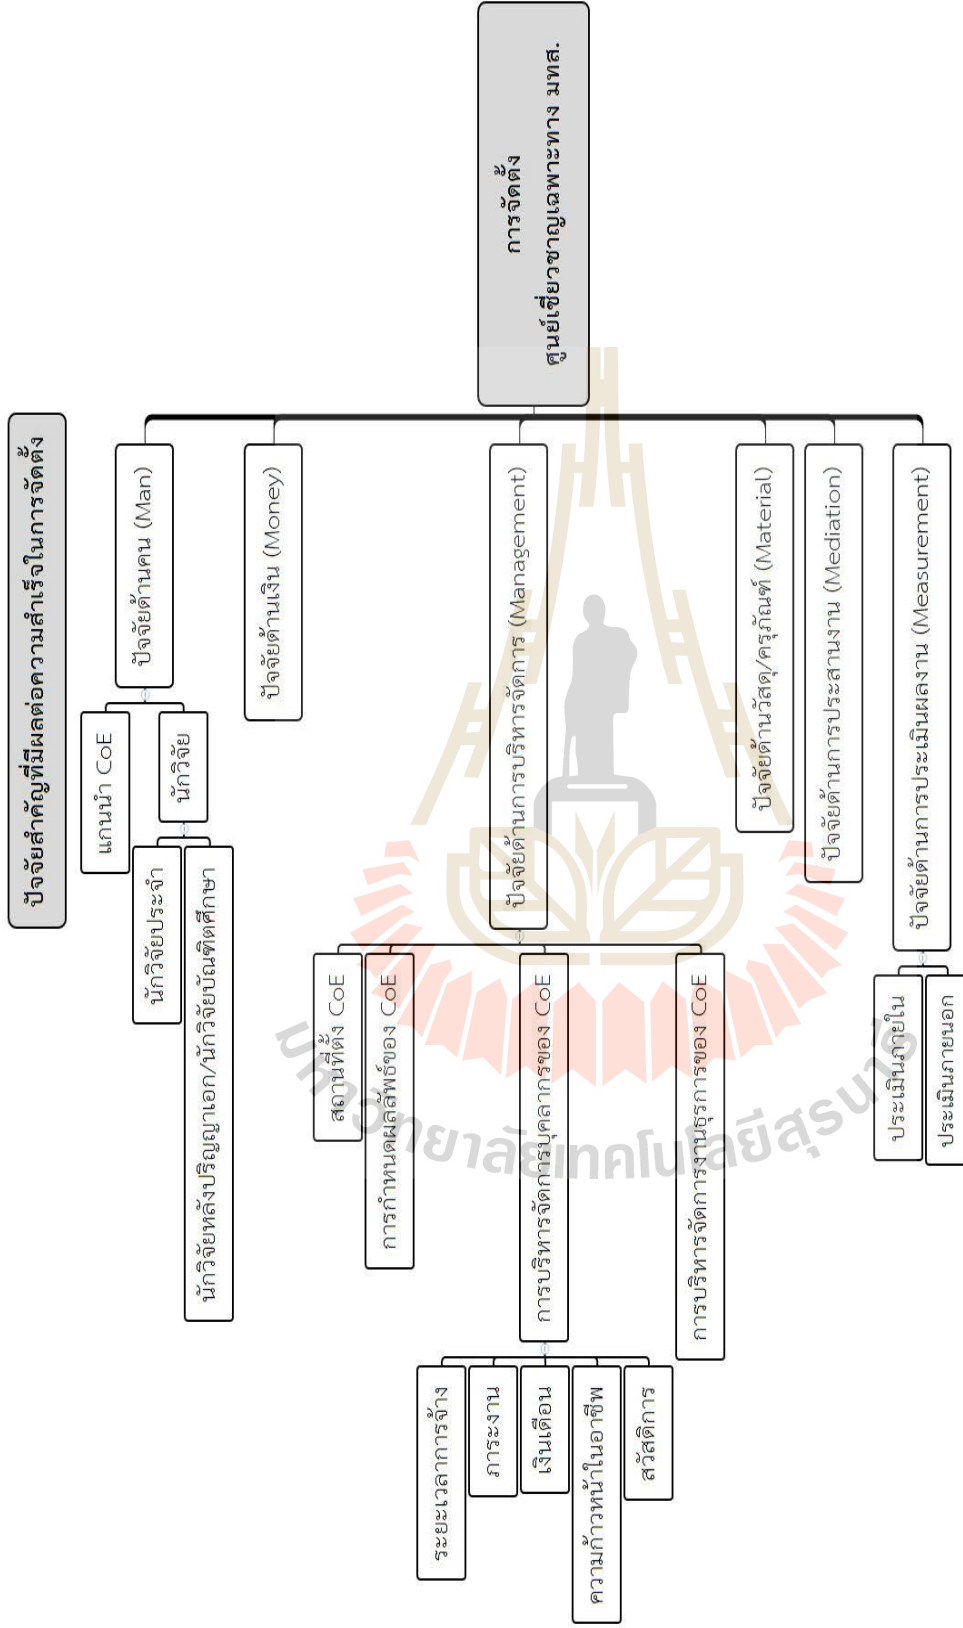 ปัจจัยสำคัญที่มีผลต่อความสำเร็จในการจัดตั้ง
การจัดตั้ง
ศูนย์เชี่ยวชาญเฉพาะทาง มทส.
ปัจจัยด้านคน (Man)
แกนนำ CoE
นักวิจัย
นักวิจัยประจำ
นักวิจัยหลังปริญญาเอก/นักวิจัยบัณฑิตศึกษา
ปัจจัยด้านเงิน (Money)
ปัจจัยด้านการบริหารจัดการ (Management)
สถานที่ตั้ง CoE
การกำหนดผลลัพธ์ของ CoE
การบริหารจัดการบุคลากรของ CoE
ระยะเวลาการจ้าง
ภาระงาน
เงินเดือน
ความก้าวหน้าในอาชีพ
สวัสดิการ
การบริหารจัดการงานธุรการของ CoE
ปัจจัยด้านวัสดุ/ครุภัณฑ์ (Material)
ปัจจัยด้านการประสานงาน (Mediation)
ปัจจัยด้านการประเมินผลงาน (Measurement)
ประเมินภายใน
ประเมินภายนอก
มหาวิทยาลัยเทคโนโลยีสุรนารี